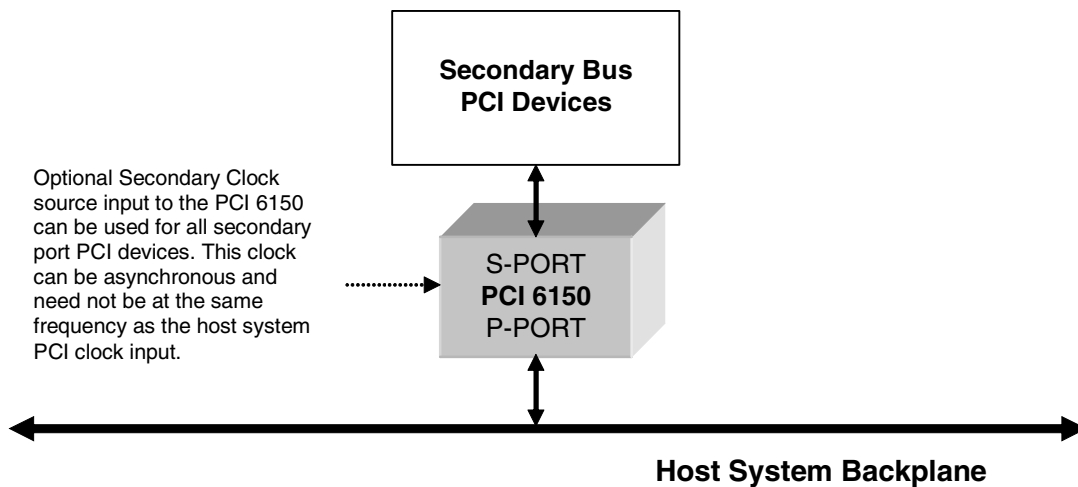 Secondary Bus
PCI Devices
Optional Secondary Clock
source input to the PCI 6150
can be used for all secondary
port PCI devices. This clock
can be asynchronous and
need not be at the same
frequency as the host system
PCI clock input.
S-PORT
PCI 6150
P-PORT
Host System Backplane